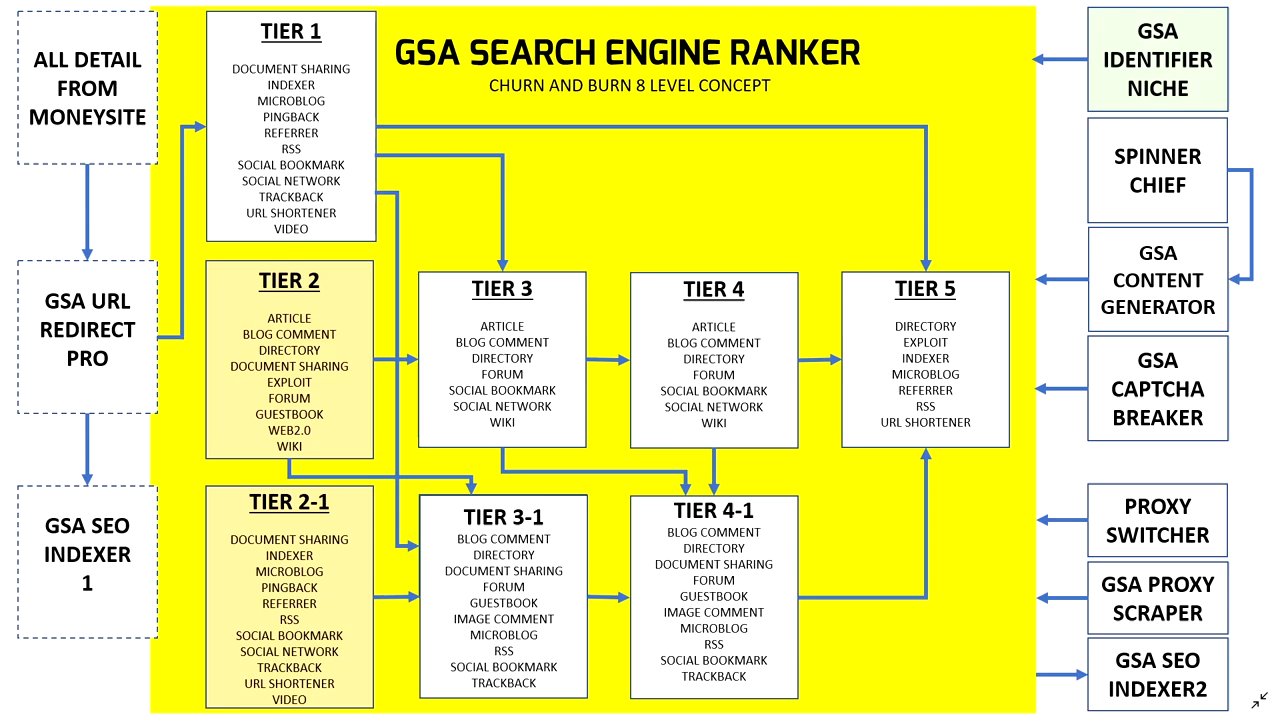 ALL DETAIL
FROM
MONEYSITE
GSA URL
REDIRECT
PRO
GSA SEO
INDEXER
1
GSA SEARCH ENGINE RANKER
CHURN AND BURN 8 LEVEL CONCEPT
TIER 1
DOCUMENT SHARING
INDEXER
MICROBLOG
PINGBACK
REFERRER
RSS
SOCIAL BOOKMARK
SOCIAL NETWORK
TRACKBACK
URL SHORTENER
VIDEO
TIER 2
ARTICLE
BLOG COMMENT
DIRECTORY
DOCUMENT SHARING
EXPLOIT
FORUM
GUESTBOOK
WEB2.0
WIKI
TIER 3
ARTICLE
BLOG COMMENT
DIRECTORY
FORUM
SOCIAL BOOKMARK
SOCIAL NETWORK
WIKI
TIER 4
ARTICLE
BLOG COMMENT
DIRECTORY
FORUM
SOCIAL BOOKMARK
SOCIAL NETWORK
WIKI
TIER 5
DIRECTORY
EXPLOIT
INDEXER
MICROBLOG
REFERRER
RSS
URL SHORTENER
TIER 2-1
DOCUMENT SHARING
INDEXER
MICROBLOG
PINGBACK
REFERRER
RSS
SOCIAL BOOKMARK
SOCIAL NETWORK
TRACKBACK
URL SHORTENER
VIDEO
TIER 3-1
BLOG COMMENT
DIRECTORY
DOCUMENT SHARING
FORUM
GUESTBOOK
IMAGE COMMENT
MICROBLOG
RSS
SOCIAL BOOKMARK
TRACKBACK
TIER 4-1
BLOG COMMENT
DIRECTORY
DOCUMENT SHARING
FORUM
GUESTBOOK
IMAGE COMMENT
MICROBLOG
RSS
SOCIAL BOOKMARK
TRACKBACK
GSA
IDENTIFIER
NICHE
SPINNER
CHIEF
GSA
CONTENT
GENERATOR
GSA
CAPTCHA
BREAKER
PROXY
SWITCHER
GSA PROXY
SCRAPER
GSA SEO
INDEXER2